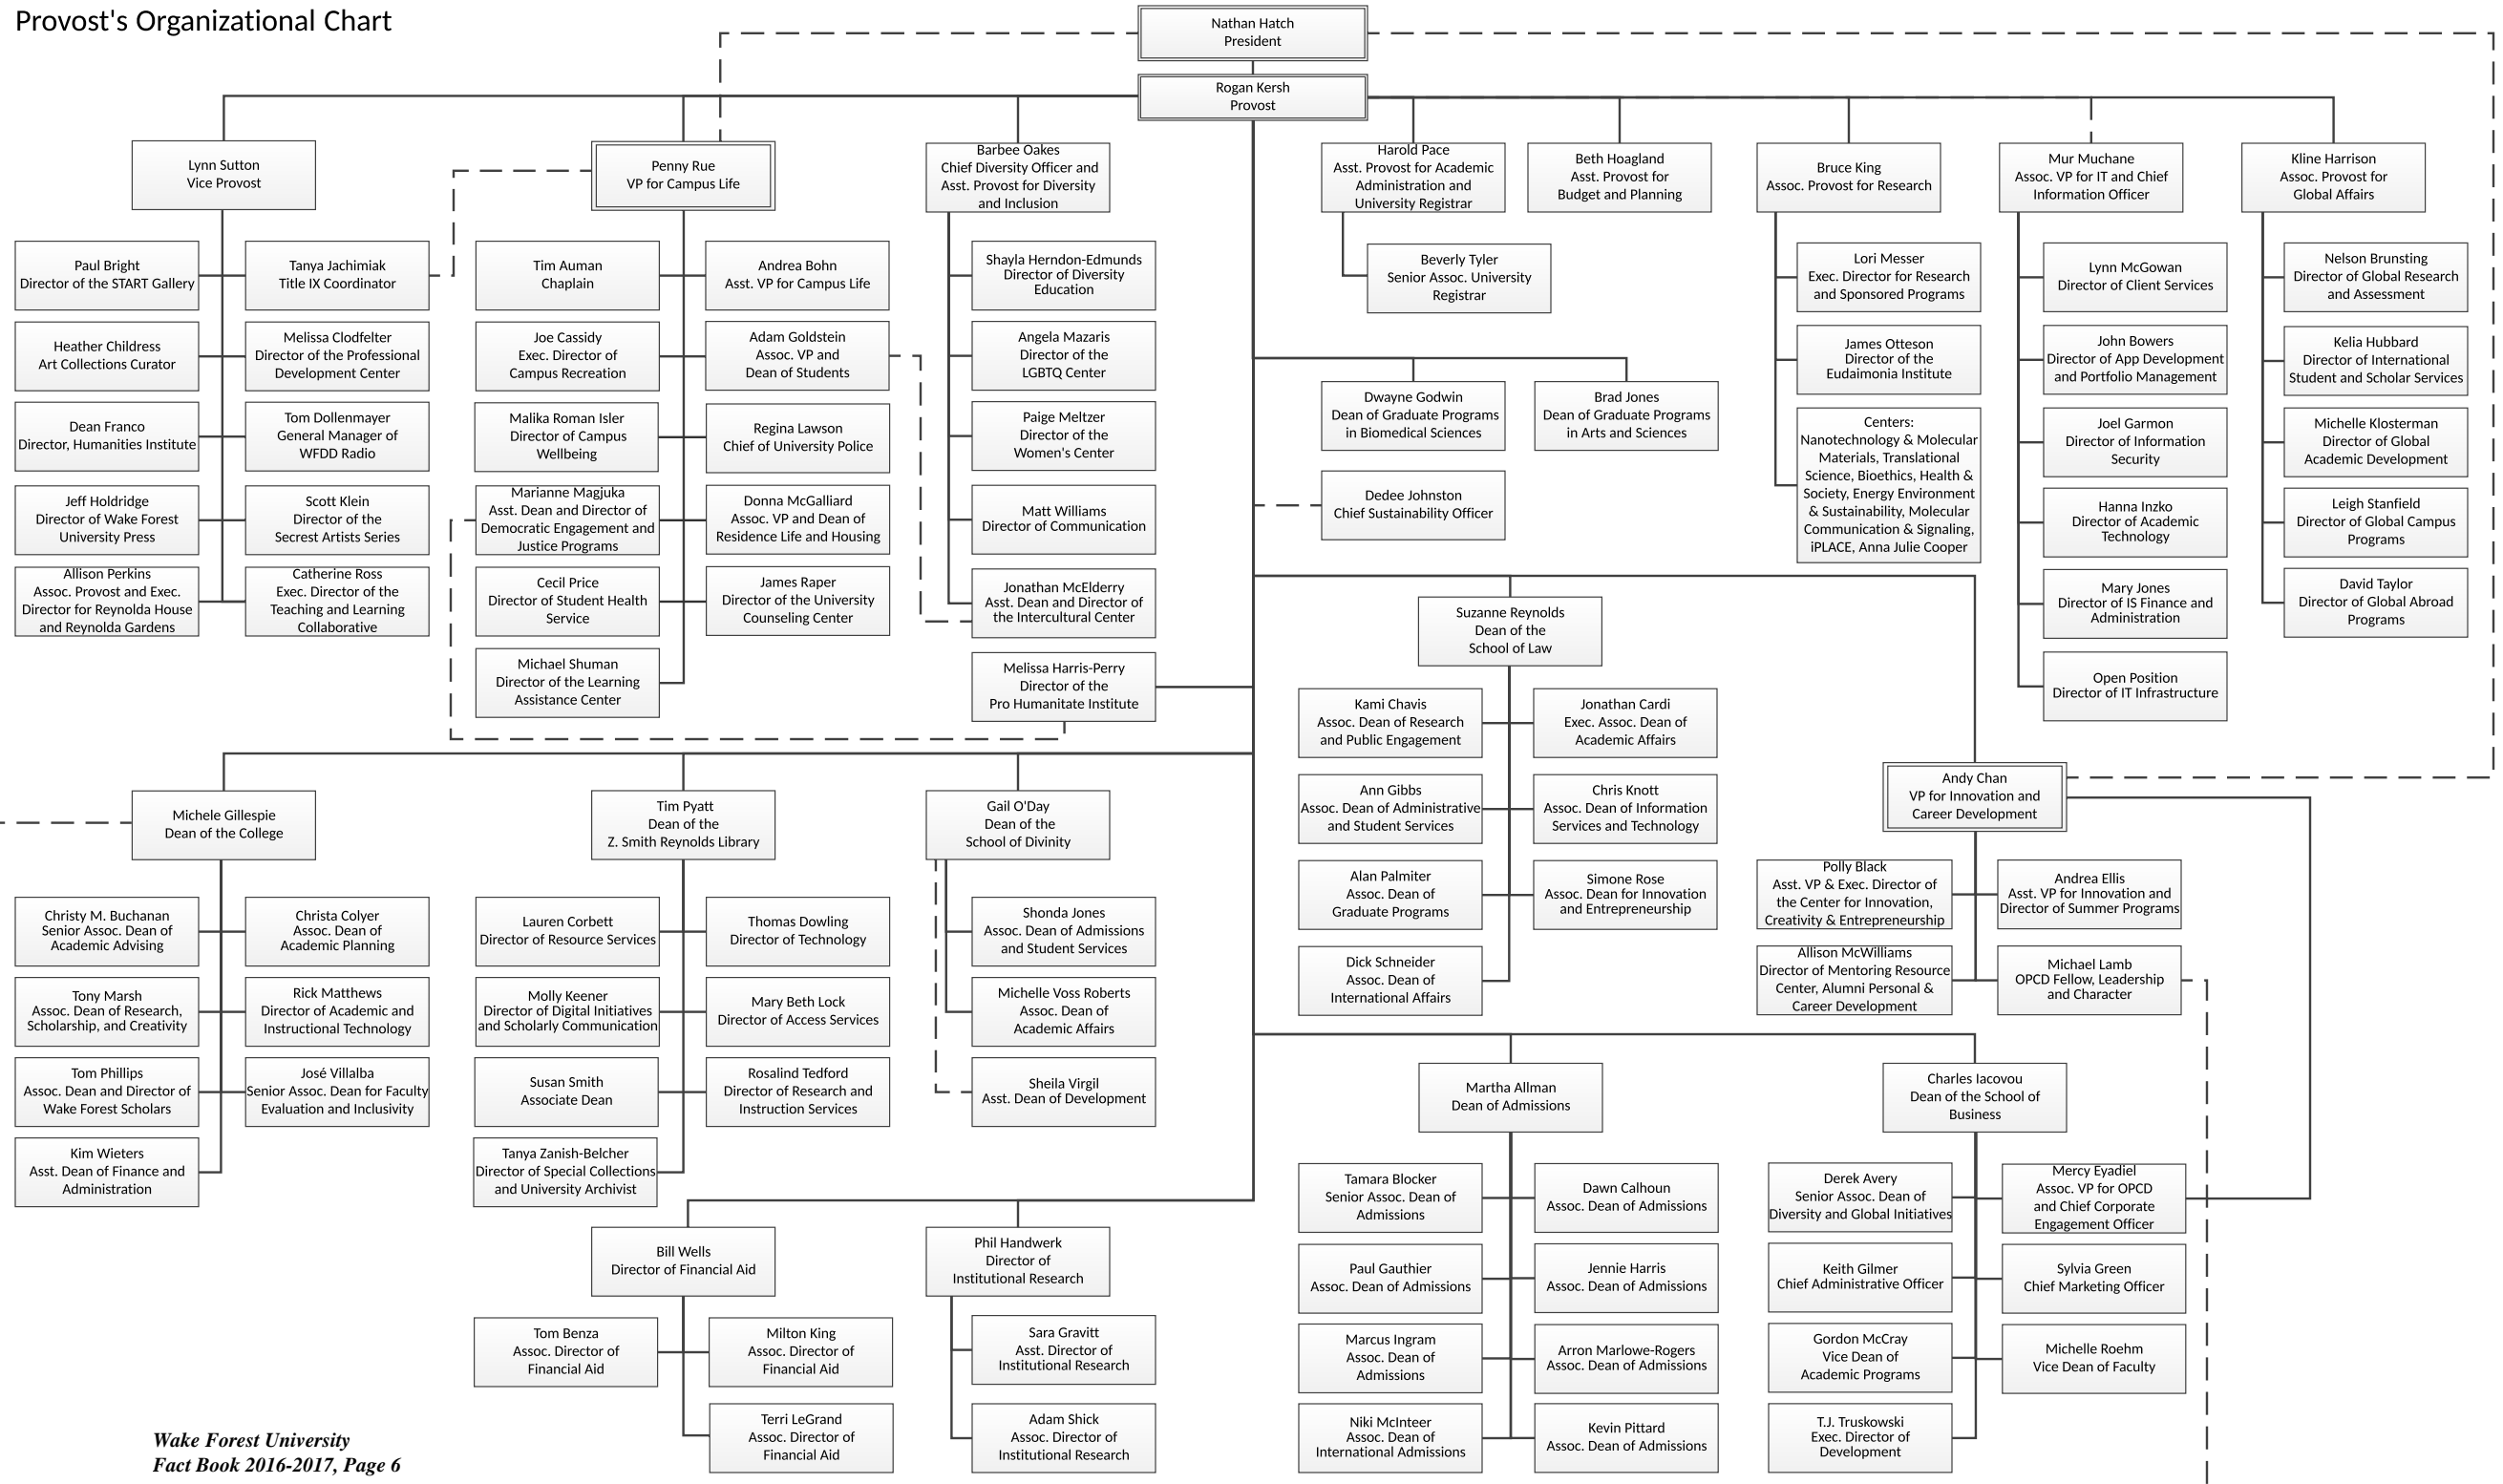 Provost's Organizational Chart
Nathan Hatch
President
Rogan Kersh
Provost
Lynn Sutton
Vice Provost
Penny Rue
VP for Campus Life
Barbee Oakes
Chief Diversity Officer and
Asst. Provost for Diversity
and Inclusion
Harold Pace
Asst. Provost for Academic
Administration and
University Registrar
Beth Hoagland
Asst. Provost for
Budget and Planning
Bruce King
Assoc. Provost for Research
Mur Muchane
Assoc. VP for IT and Chief
Information Officer
Kline Harrison
Assoc. Provost for
Global Affairs
Paul Bright
Director of the START Gallery
Tanya Jachimiak
Title IX Coordinator
Heather Childress
Art Collections Curator
Melissa Clodfelter
Director of the Professional
Development Center
Dean Franco
Director, Humanities Institute
Tom Dollenmayer
General Manager of
WFDD Radio
Jeff Holdridge
Director of Wake Forest
University Press
Scott Klein
Director of the
Secrest Artists Series
Allison Perkins
Assoc. Provost and Exec.
Director for Reynolda House
and Reynolda Gardens
Catherine Ross
Exec. Director of the
Teaching and Learning
Collaborative
Tim Auman
Chaplain
Andrea Bohn
Asst. VP for Campus Life
Joe Cassidy
Exec. Director of
Campus Recreation
Adam Goldstein
Assoc. VP and
Dean of Students
Malika Roman Isler
Director of Campus
Wellbeing
Regina Lawson
Chief of University Police
Marianne Magjuka
Asst. Dean and Director of
Democratic Engagement and
Justice Programs
Donna McGalliard
Assoc. VP and Dean of
Residence Life and Housing
Cecil Price
Director of Student Health
Service
James Raper
Director of the University
Counseling Center
Michael Shuman
Director of the Learning
Assistance Center
Shayla Herndon-Edmunds
Director of Diversity
Education
Angela Mazaris
Director of the
LGBTQ Center
Paige Meltzer
Director of the
Women's Center
Matt Williams
Director of Communication
Jonathan McElderry
Asst. Dean and Director of
the Intercultural Center
Melissa Harris-Perry
Director of the
Pro Humanitate Institute
Beverly Tyler
Senior Assoc. University
Registrar
Dwayne Godwin
Dean of Graduate Programs
in Biomedical Sciences
Brad Jones
Dean of Graduate Programs
in Arts and Sciences
Dedee Johnston
Chief Sustainability Officer
Lori Messer
Exec. Director for Research
and Sponsored Programs
James Otteson
Director of the
Eudaimonia Institute
Centers:
Nanotechnology & Molecular
Materials, Translational
Science, Bioethics, Health &
Society, Energy Environment
& Sustainability, Molecular
Communication & Signaling,
iPLACE, Anna Julie Cooper
Lynn McGowan
Director of Client Services
John Bowers
Director of App Development
and Portfolio Management
Joel Garmon
Director of Information
Security
Hanna Inzko
Director of Academic
Technology
Mary Jones
Director of IS Finance and
Administration
Open Position
Director of IT Infrastructure
Nelson Brunsting
Director of Global Research
and Assessment
Kelia Hubbard
Director of International
Student and Scholar Services
Michelle Klosterman
Director of Global
Academic Development
Leigh Stanfield
Director of Global Campus
Programs
David Taylor
Director of Global Abroad
Programs
Suzanne Reynolds
Dean of the
School of Law
Kami Chavis
Assoc. Dean of Research
and Public Engagement
Jonathan Cardi
Exec. Assoc. Dean of
Academic Affairs
Ann Gibbs
Assoc. Dean of Administrative
and Student Services
Chris Knott
Assoc. Dean of Information
Services and Technology
Alan Palmiter
Assoc. Dean of
Graduate Programs
Simone Rose
Assoc. Dean for Innovation
and Entrepreneurship
Dick Schneider
Assoc. Dean of
International Affairs
Andy Chan
VP for Innovation and
Career Development
Polly Black
Asst. VP & Exec. Director of
the Center for Innovation,
Creativity & Entrepreneurship
Andrea Ellis
Asst. VP for Innovation and
Director of Summer Programs
Allison McWilliams
Director of Mentoring Resource
Center, Alumni Personal &
Career Development
Michael Lamb
OPCD Fellow, Leadership
and Character
Michele Gillespie
Dean of the College
Tim Pyatt
Dean of the
Z. Smith Reynolds Library
Gail O'Day
Dean of the
School of Divinity
Christy M. Buchanan
Senior Assoc. Dean of
Academic Advising
Christa Colyer
Assoc. Dean of
Academic Planning
Tony Marsh
Assoc. Dean of Research,
Scholarship, and Creativity
Rick Matthews
Director of Academic and
Instructional Technology
Tom Phillips
Assoc. Dean and Director of
Wake Forest Scholars
José Villalba
Senior Assoc. Dean for Faculty
Evaluation and Inclusivity
Kim Wieters
Asst. Dean of Finance and
Administration
Lauren Corbett
Director of Resource Services
Thomas Dowling
Director of Technology
Molly Keener
Director of Digital Initiatives
and Scholarly Communication
Mary Beth Lock
Director of Access Services
Susan Smith
Associate Dean
Rosalind Tedford
Director of Research and
Instruction Services
Tanya Zanish-Belcher
Director of Special Collections
and University Archivist
Shonda Jones
Assoc. Dean of Admissions
and Student Services
Michelle Voss Roberts
Assoc. Dean of
Academic Affairs
Sheila Virgil
Asst. Dean of Development
Bill Wells
Director of Financial Aid
Phil Handwerk
Director of
Institutional Research
Tom Benza
Assoc. Director of
Financial Aid
Milton King
Assoc. Director of
Financial Aid
Terri LeGrand
Assoc. Director of
Financial Aid
Sara Gravitt
Asst. Director of
Institutional Research
Adam Shick
Assoc. Director of
Institutional Research
Martha Allman
Dean of Admissions
Charles Iacovou
Dean of the School of
Business
Tamara Blocker
Senior Assoc. Dean of
Admissions
Dawn Calhoun
Assoc. Dean of Admissions
Paul Gauthier
Assoc. Dean of Admissions
Jennie Harris
Assoc. Dean of Admissions
Marcus Ingram
Assoc. Dean of
Admissions
Arron Marlowe-Rogers
Assoc. Dean of Admissions
Niki McInteer
Assoc. Dean of
International Admissions
Kevin Pittard
Assoc. Dean of Admissions
Derek Avery
Senior Assoc. Dean of
Diversity and Global Initiatives
Mercy Eyadiel
Assoc. VP for OPCD
and Chief Corporate
Engagement Officer
Keith Gilmer
Chief Administrative Officer
Sylvia Green
Chief Marketing Officer
Gordon McCray
Vice Dean of
Academic Programs
Michelle Roehm
Vice Dean of Faculty
T.J. Truskowski
Exec. Director of
Development
Wake Forest University
Fact Book 2016-2017, Page 6